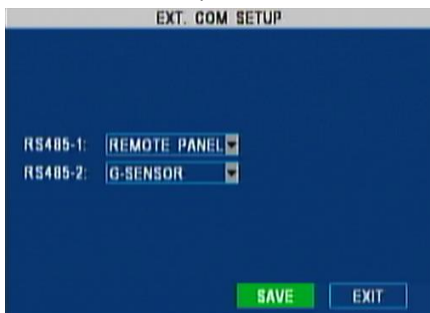 EXT. COM SETUP
RS485-1: REMOTE PANEL
RS485-2: G-SENSOR
SAVE EXIT